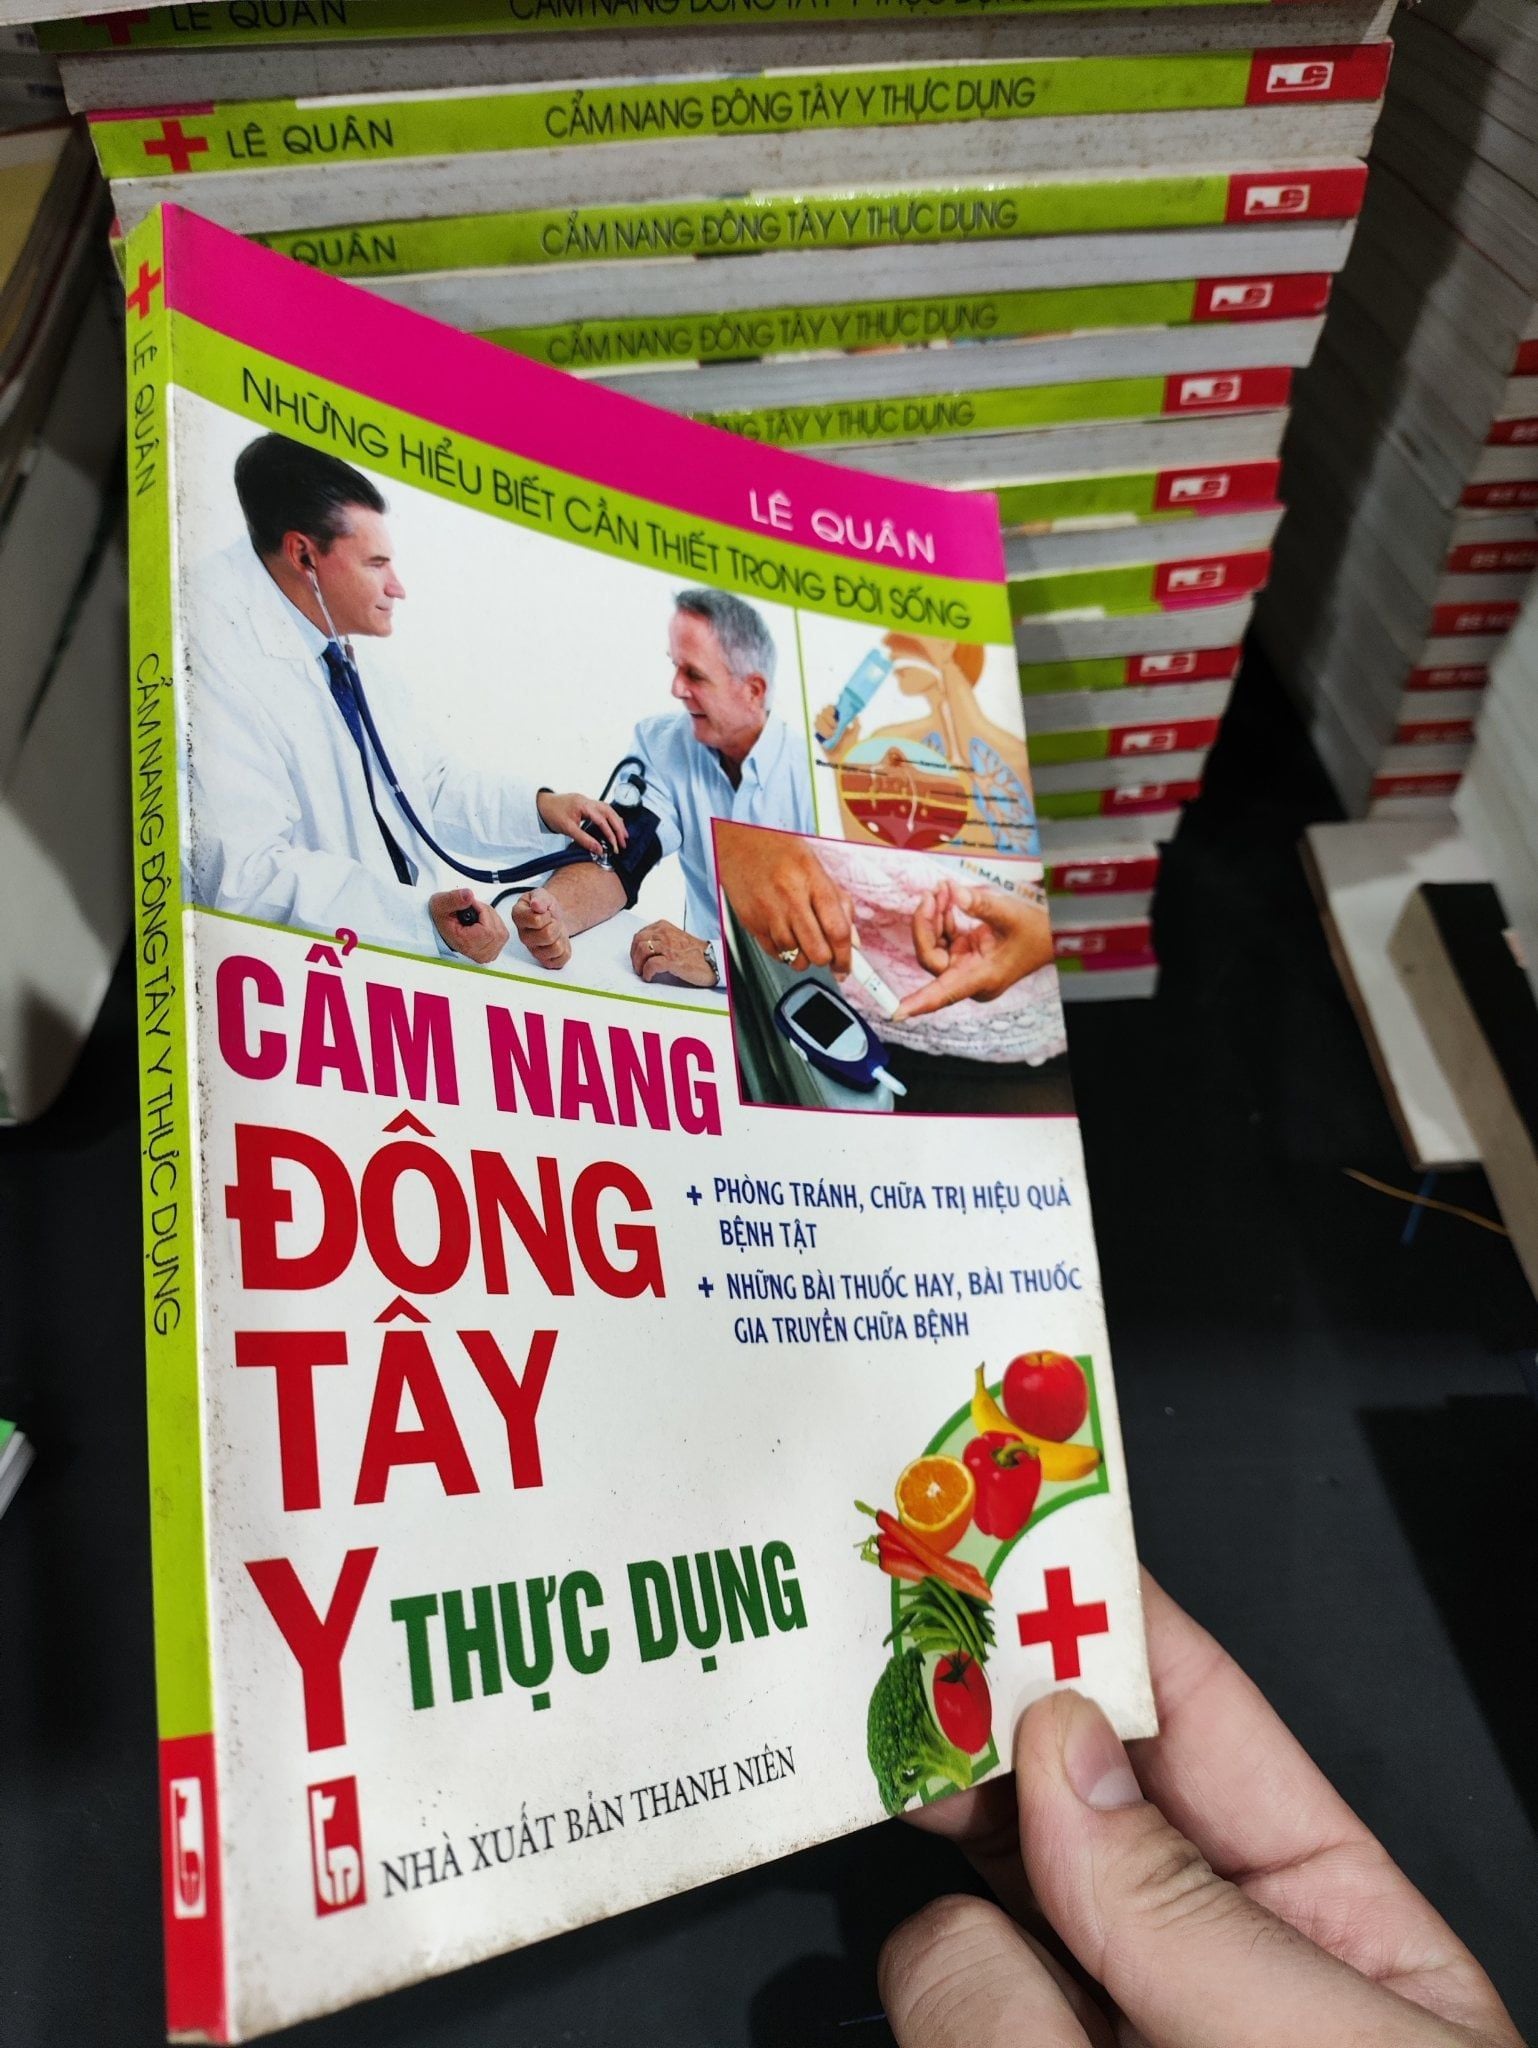 LÊ QUÂN CẨM NANG ĐÔNG TÂY Y THỰC DỤNG
LÊ QUÂN CẨM NANG ĐÔNG TÂY Y THỰC DỤNG
QUÂN CẨM NANG ĐÔNG TÂY Y THỰC DỤNG
CẨM NANG ĐÔNG TÂY Y THỰC DỤNG
TÂY Y THỰC DỤNG
LÊ QUÂN CẨM NANG ĐÔNG TÂY Y THỰC DỤNG
LÊ QUÂN
NHỮNG HIỂU BIẾT CẦN THIẾT TRONG ĐỜI SỐNG
INMAGINE
CẨM NANG
ĐÔNG
TÂY
Y THỰC DỤNG
+ PHÒNG TRÁNH, CHỮA TRỊ HIỆU QUẢ
BỆNH TẬT
+ NHỮNG BÀI THUỐC HAY, BÀI THUỐC
GIA TRUYỀN CHỮA BỆNH
NHÀ XUẤT BẢN THANH NIÊN